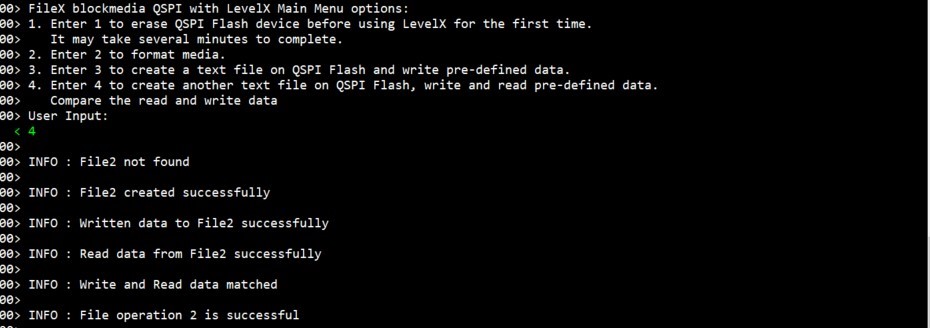 00> FileX blockmedia QSPI with LevelX Main Menu options:
00> 1. Enter 1 to erase QSPI Flash device before using LevelX for the first time.
00>    It may take several minutes to complete.
00> 2. Enter 2 to format media.
00> 3. Enter 3 to create a text file on QSPI Flash and write pre-defined data.
00> 4. Enter 4 to create another text file on QSPI Flash, write and read pre-defined data.
00>    Compare the read and write data
00> User Input:
< 4
00>
00> INFO : File2 not found
00>
00> INFO : File2 created successfully
00>
00> INFO : Written data to File2 successfully
00>
00> INFO : Read data from File2 successfully
00>
00> INFO : Write and Read data matched
00>
00> INFO : File operation 2 is successful